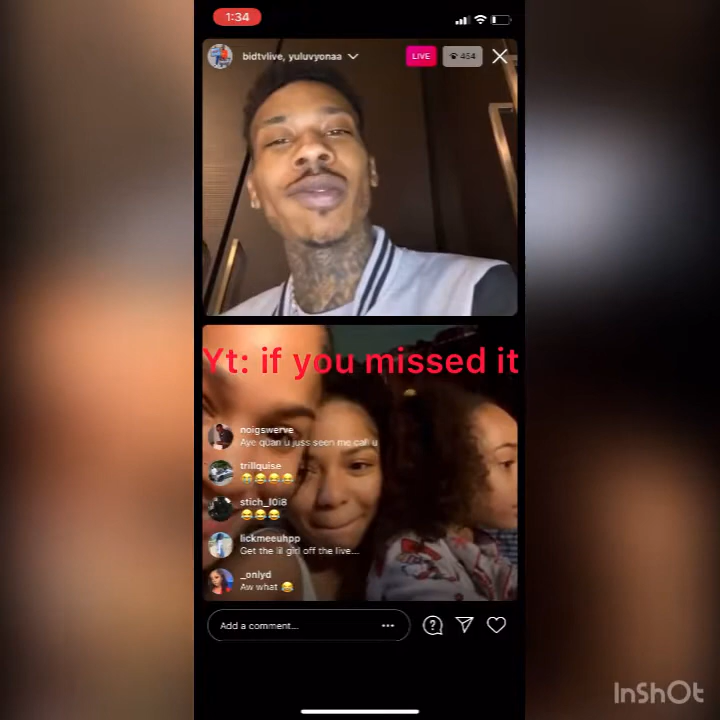 1:34
bidtvlive, yuluvyonaa
LIVE
454
Yt: if you missed it
noigswerve
Aye quan u juss seen me call u
trillquise
😂😂😂😂
stich_l0i8
😂😂😂
lickmeeuhpp
Get the lil girl off the live....
_onlyd
Aw what 😂
Add a comment...
InShOt